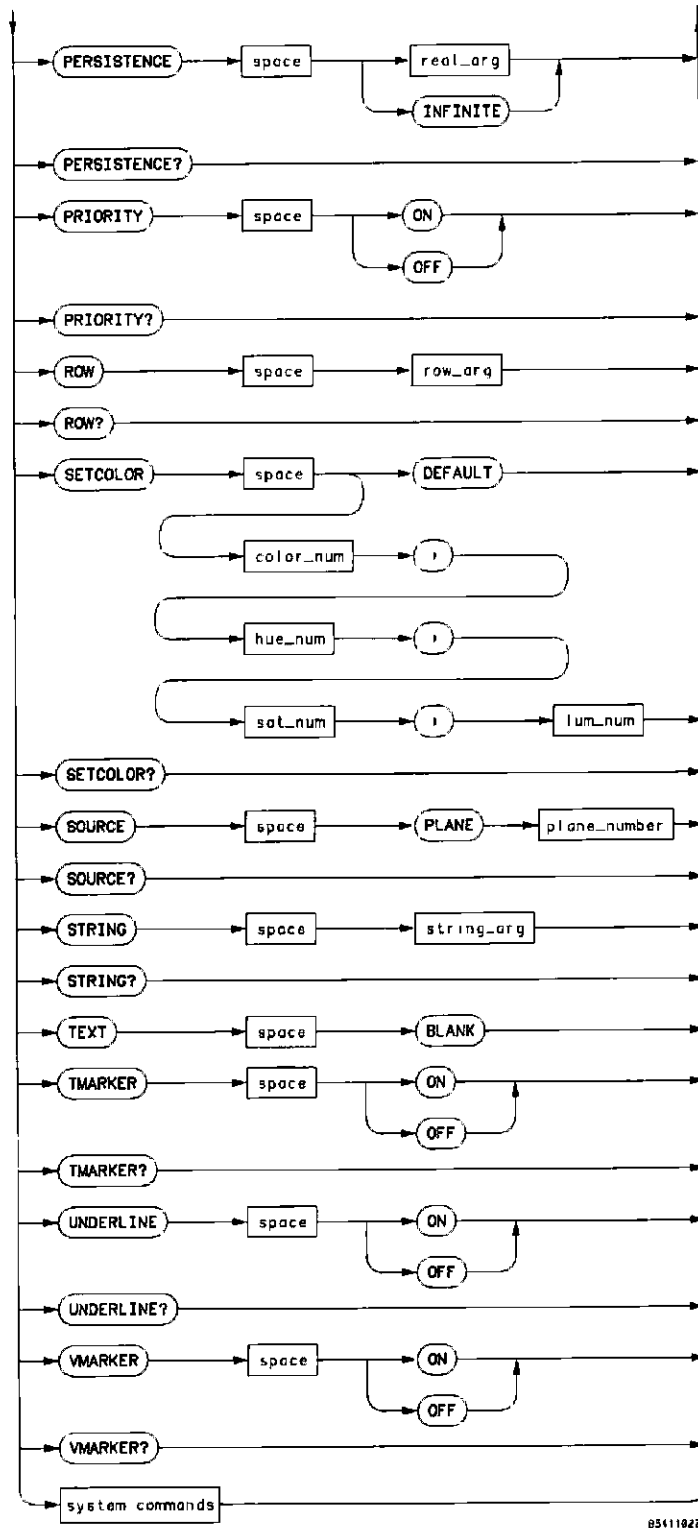 PERSISTENCE space real_arg
INFINITE
PERSISTENCE?
PRIORITY space ON
OFF
PRIORITY?
ROW space row_arg
ROW?
SETCOLOR space DEFAULT
color_num ,
hue_num ,
sat_num , lum_num
SETCOLOR?
SOURCE space PLANE plane_number
SOURCE?
STRING space string_arg
STRING?
TEXT space BLANK
TMARKER space ON
OFF
TMARKER?
UNDERLINE space ON
OFF
UNDERLINE?
VMARKER space ON
OFF
VMARKER?
system commands